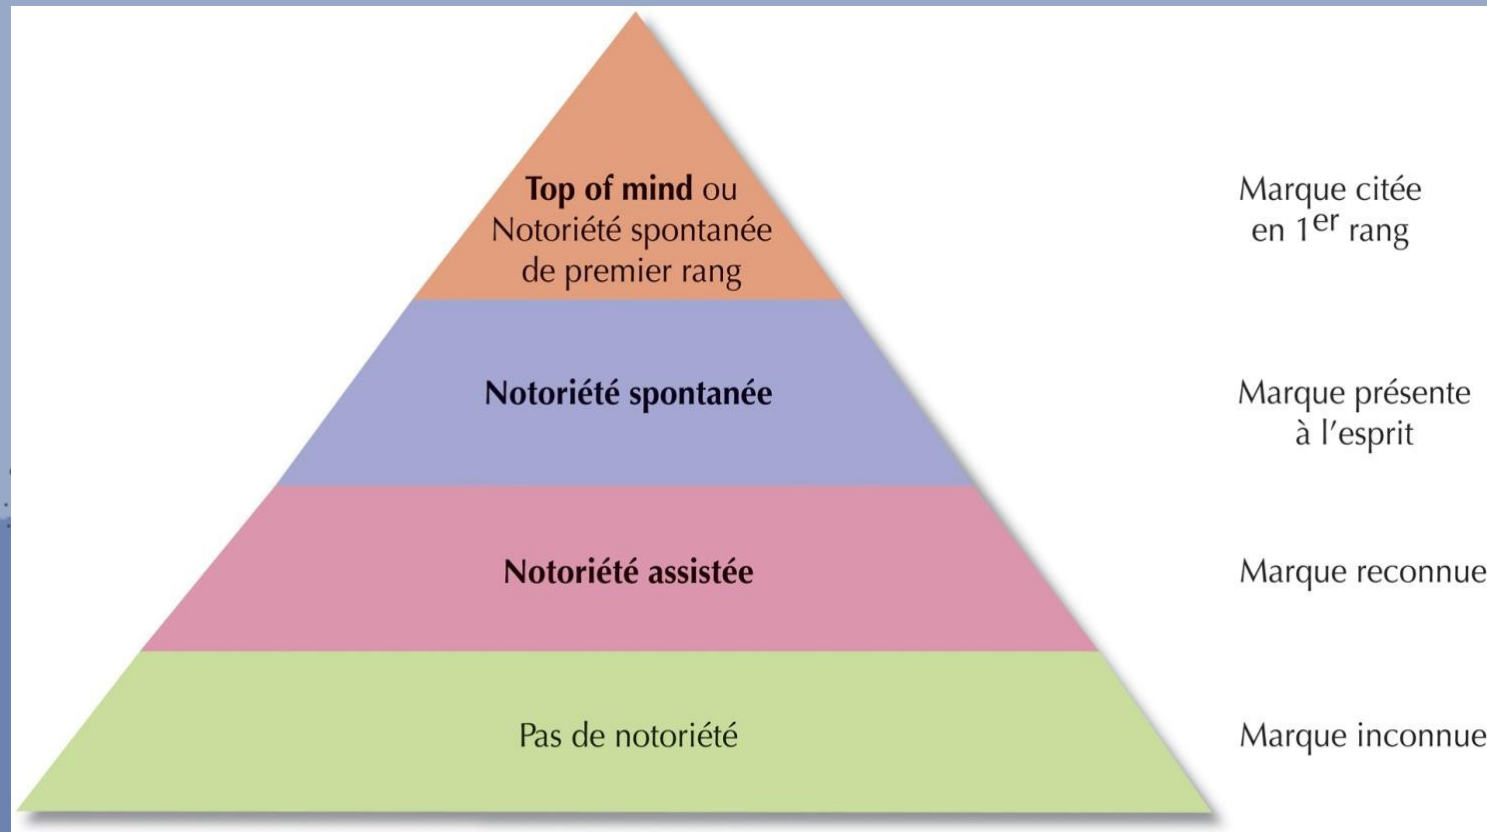 Top of mind ou
Notoriété spontanée
de premier rang
Marque citée
en 1er rang
Notoriété spontanée
Marque présente
à l'esprit
Notoriété assistée
Marque reconnue
Pas de notoriété
Marque inconnue